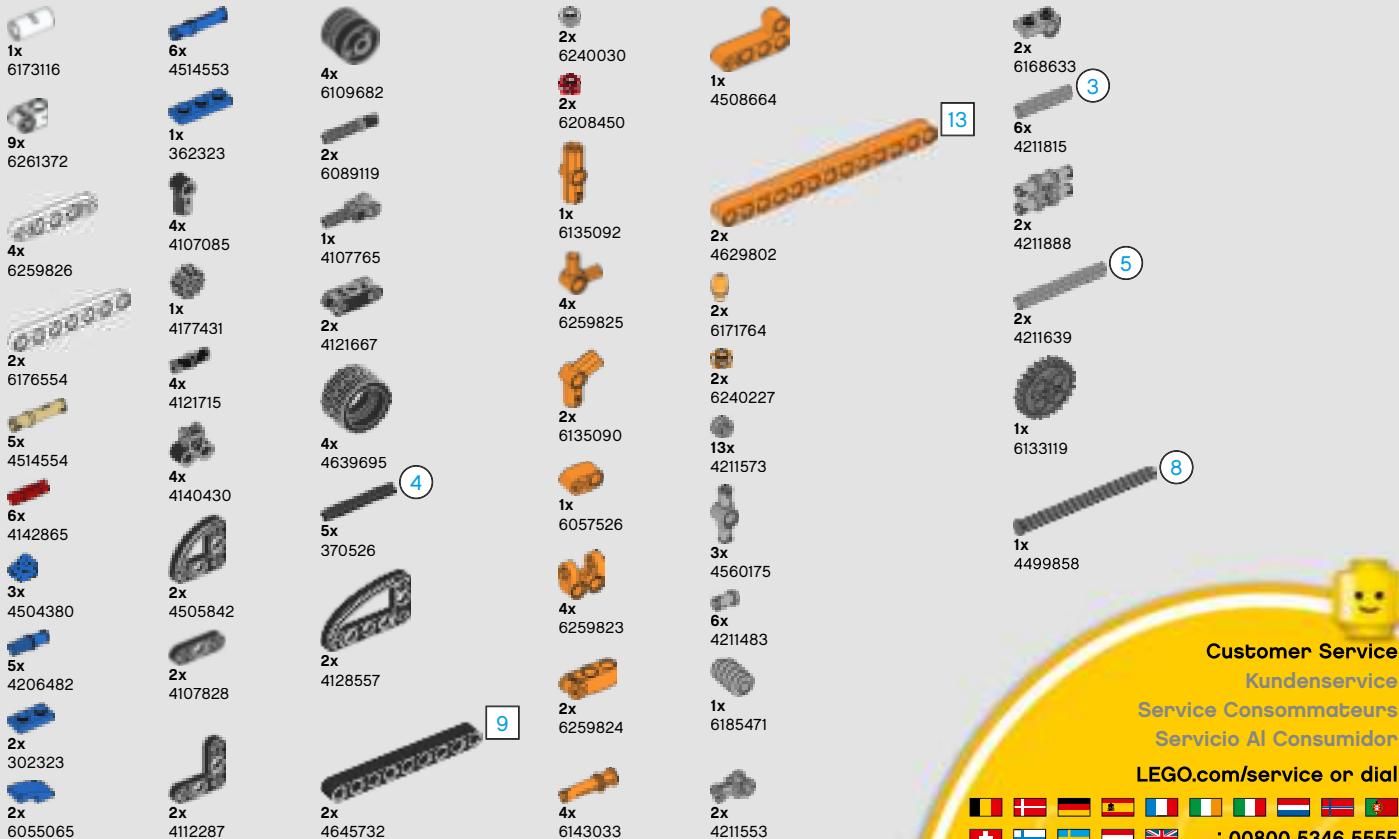 1x
6173116
9x
6261372
4x
6259826
2x
6176554
5x
4514554
6x
4142865
3x
4504380
5x
4206482
2x
302323
2x
6055065
6x
4514553
1x
362323
4x
4107085
1x
4177431
4x
4121715
4x
4140430
2x
4505842
2x
4107828
2x
4112287
4x
6109682
2x
6089119
1x
4107765
2x
4121667
4x
4639695
4
5x
370526
2x
4128557
9
2x
4645732
2x
6240030
2x
6208450
1x
6135092
4x
6259825
2x
6135090
1x
6057526
4x
6259823
2x
6259824
4x
6143033
1x
4508664
13
2x
4629802
2x
6171764
2x
6240227
13x
4211573
3x
4560175
6x
4211483
1x
6185471
2x
4211553
2x
6168633
3
6x
4211815
2x
4211888
5
2x
4211639
1x
6133119
8
1x
4499858
Customer Service
Kundenservice
Service Consommateurs
Servicio Al Consumidor
LEGO.com/service or dial
: 00800 5346 5555